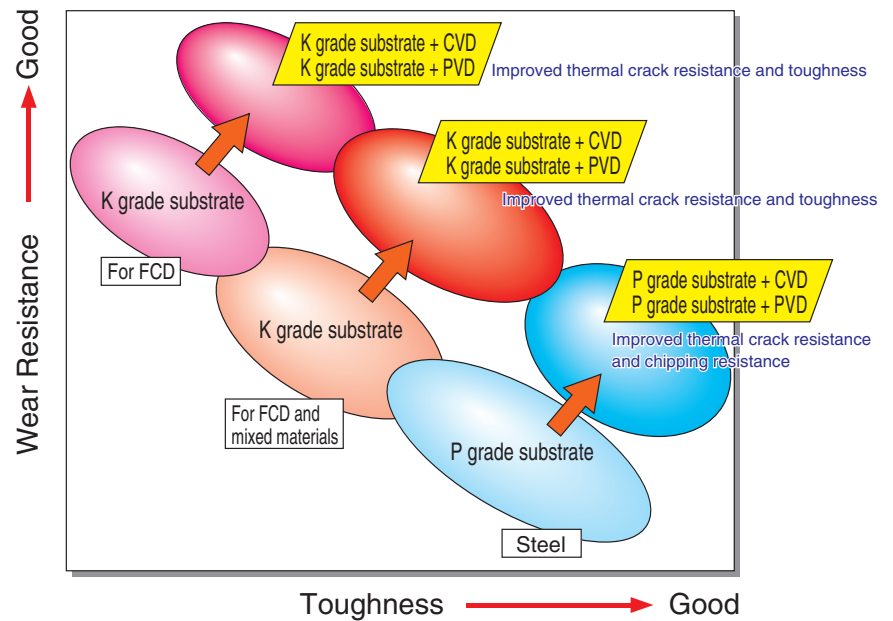 Good
Wear Resistance
K grade substrate + CVD
K grade substrate + PVD
Improved thermal crack resistance and toughness
K grade substrate + CVD
K grade substrate + PVD
Improved thermal crack resistance and toughness
K grade substrate
For FCD
P grade substrate + CVD
P grade substrate + PVD
Improved thermal crack resistance
and chipping resistance
K grade substrate
For FCD and
mixed materials
P grade substrate
Steel
Toughness
Good